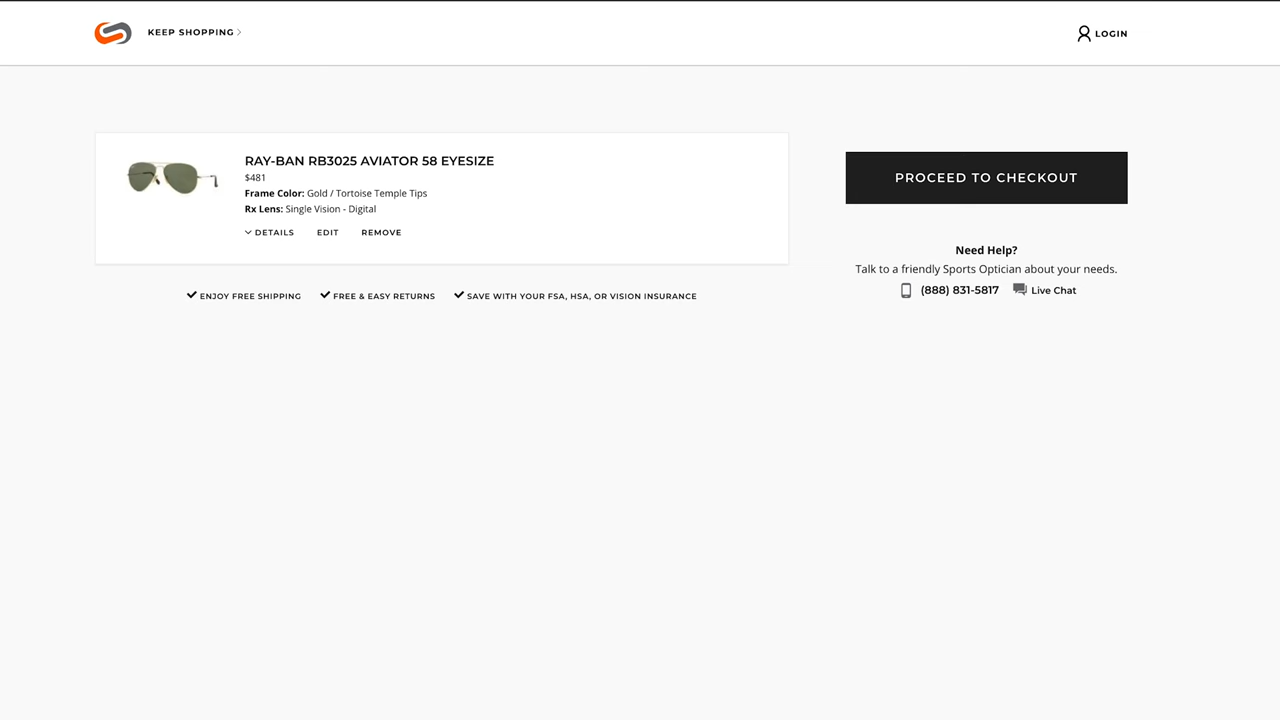 KEEP SHOPPING
LOGIN
RAY-BAN RB3025 AVIATOR 58 EYESIZE
$481
Frame Color: Gold / Tortoise Temple Tips
Rx Lens: Single Vision - Digital
DETAILS EDIT REMOVE
ENJOY FREE SHIPPING FREE & EASY RETURNS SAVE WITH YOUR FSA, HSA, OR VISION INSURANCE
PROCEED TO CHECKOUT
Need Help?
Talk to a friendly Sports Optician about your needs.
(888) 831-5817 Live Chat